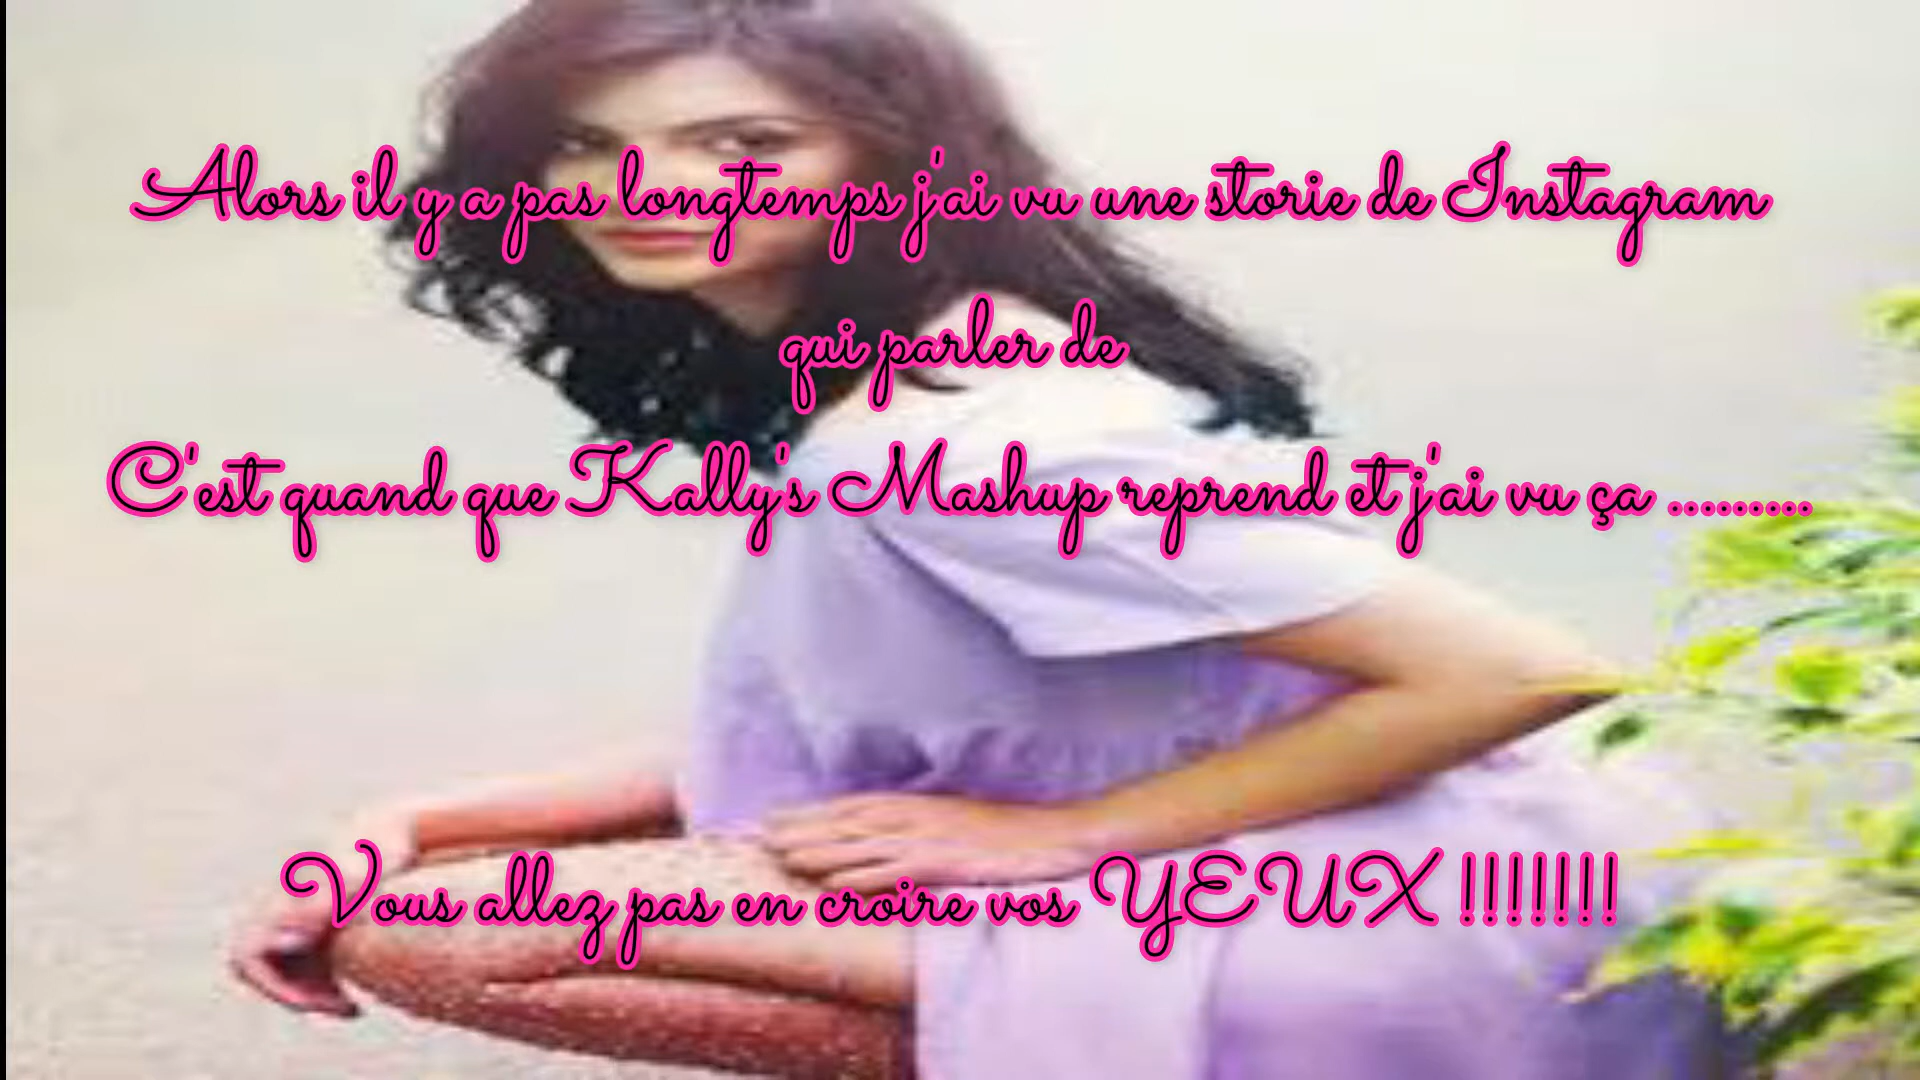 Alors il y a pas longtemps j'ai vu une storie de Instagram
qui parler de
C'est quand que Kally's Mashup reprend et j'ai vu ça .........
Vous allez pas en croire vos YEUX !!!!!!!